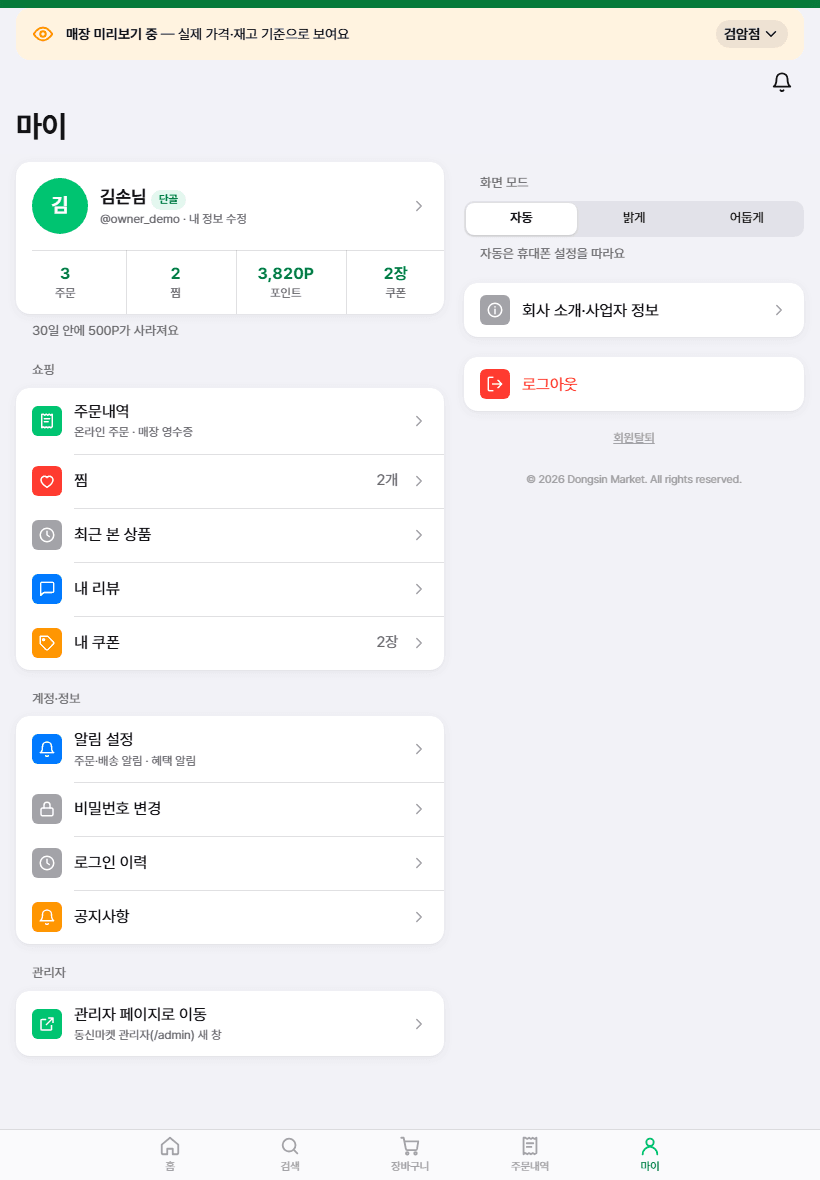 매장 미리보기 중 — 실제 가격·재고 기준으로 보여요
검암점
마이
김
김손님 단골
@owner_demo · 내 정보 수정
3
주문
2
찜
3,820P
포인트
2장
쿠폰
30일 안에 500P가 사라져요
쇼핑
주문내역
온라인 주문 · 매장 영수증
찜 2개
최근 본 상품
내 리뷰
내 쿠폰 2장
계정·정보
알림 설정
주문·배송 알림 · 혜택 알림
비밀번호 변경
로그인 이력
공지사항
관리자
관리자 페이지로 이동
동신마켓 관리자(/admin) 새 창
화면 모드
자동 밝게 어둡게
자동은 휴대폰 설정을 따라요
회사 소개·사업자 정보
로그아웃
회원탈퇴
© 2026 Dongsin Market. All rights reserved.
홈 검색 장바구니 주문내역 마이